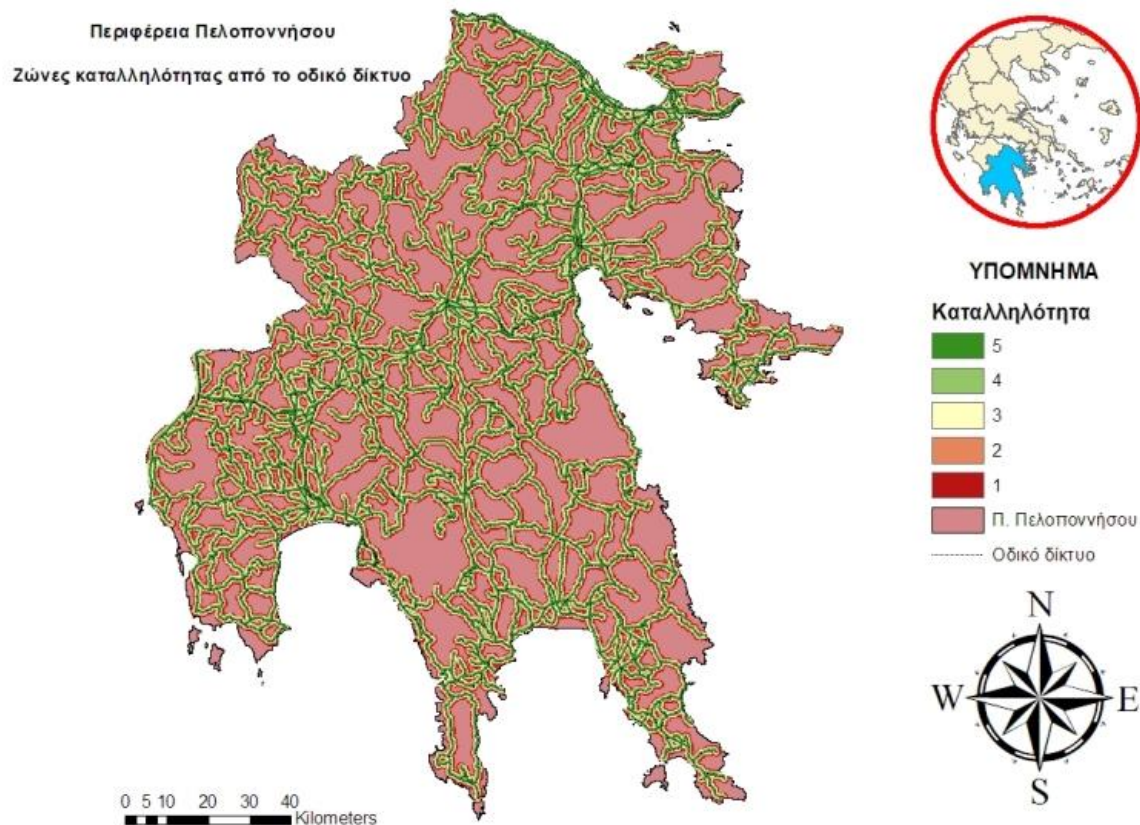 Περιφέρεια Πελοποννήσου
Ζώνες καταλληλότητας από το οδικό δίκτυο
ΥΠΟΜΝΗΜΑ
Καταλληλότητα
5
4
3
2
1
Π. Πελοποννήσου
Οδικό δίκτυο
N
W E
S
0 5 10 20 30 40
Kilometers